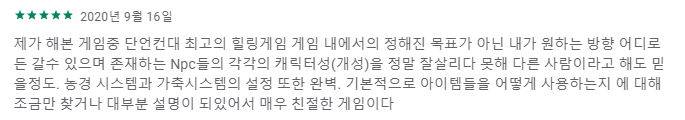 ★★★★★ 2020년 9월 16일
제가 해본 게임중 단언컨대 최고의 힐링게임 게임 내에서의 정해진 목표가 아닌 내가 원하는 방향 어디로
든 갈수 있으며 존재하는 Npc들의 각각의 캐릭터성(개성)을 정말 잘살리다 못해 다른 사람이라고 해도 믿
을정도. 농경 시스템과 가축시스템의 설정 또한 완벽. 기본적으로 아이템들을 어떻게 사용하는지 에 대해
조금만 찾거나 대부분 설명이 되있어서 매우 친절한 게임이다